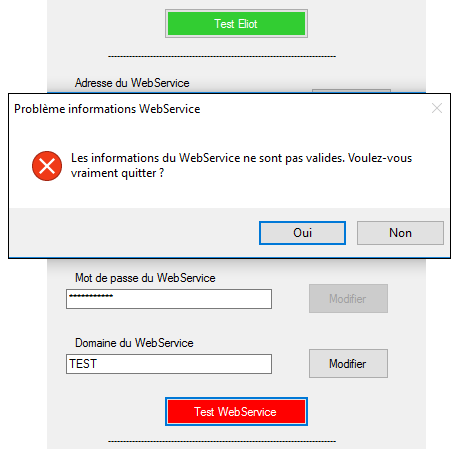 Test Eliot
Adresse du WebService
Problème informations WebService
Les informations du WebService ne sont pas valides. Voulez-vous
vraiment quitter ?
Oui
Non
Mot de passe du WebService
***********
Modifier
Domaine du WebService
TEST
Modifier
Test WebService